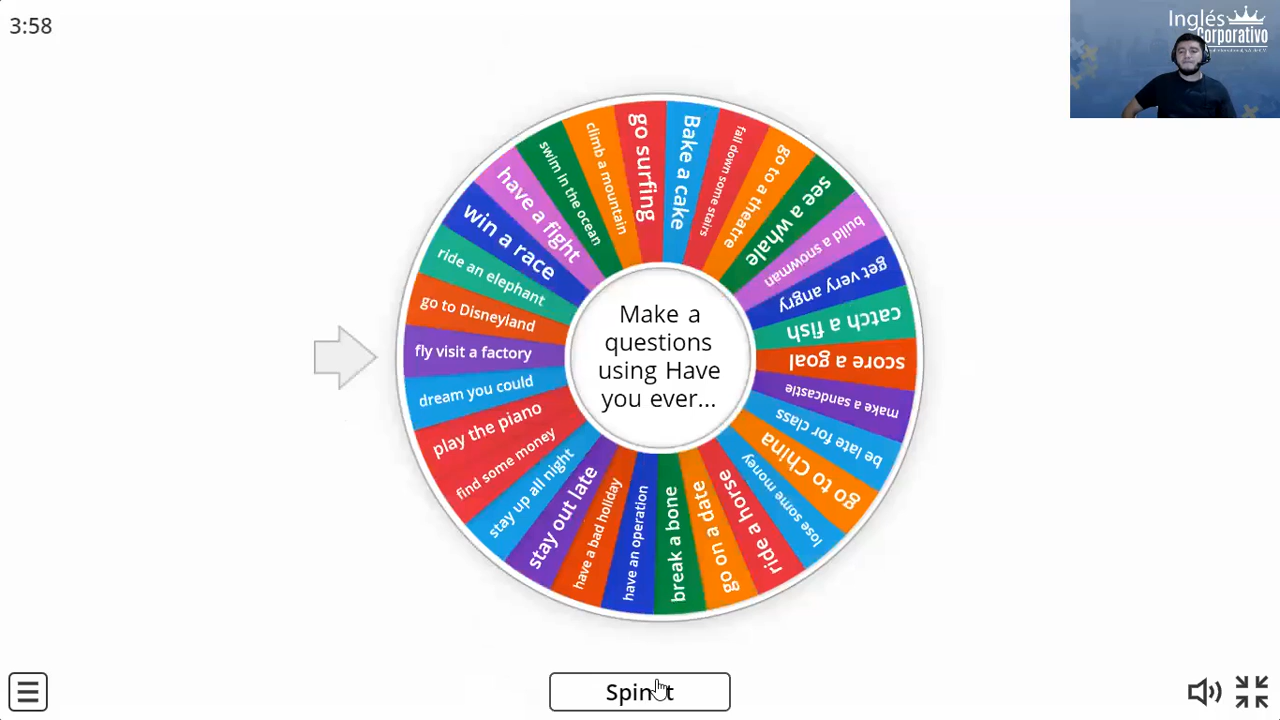 3:58
Inglés
Corporativo
go surfing
Bake a cake
fall down some stairs
go to a theatre
see a whale
build a snowman
get very angry
catch a fish
score a goal
make a sandcastle
be late for class
go to China
lose some money
ride a horse
go on a date
break a bone
have an operation
have a bad holiday
stay out late
stay up all night
find some money
play the piano
dream you could
fly visit a factory
go to Disneyland
ride an elephant
win a race
have a fight
swim in the ocean
climb a mountain
Make a
questions
using Have
you ever...
Spin it